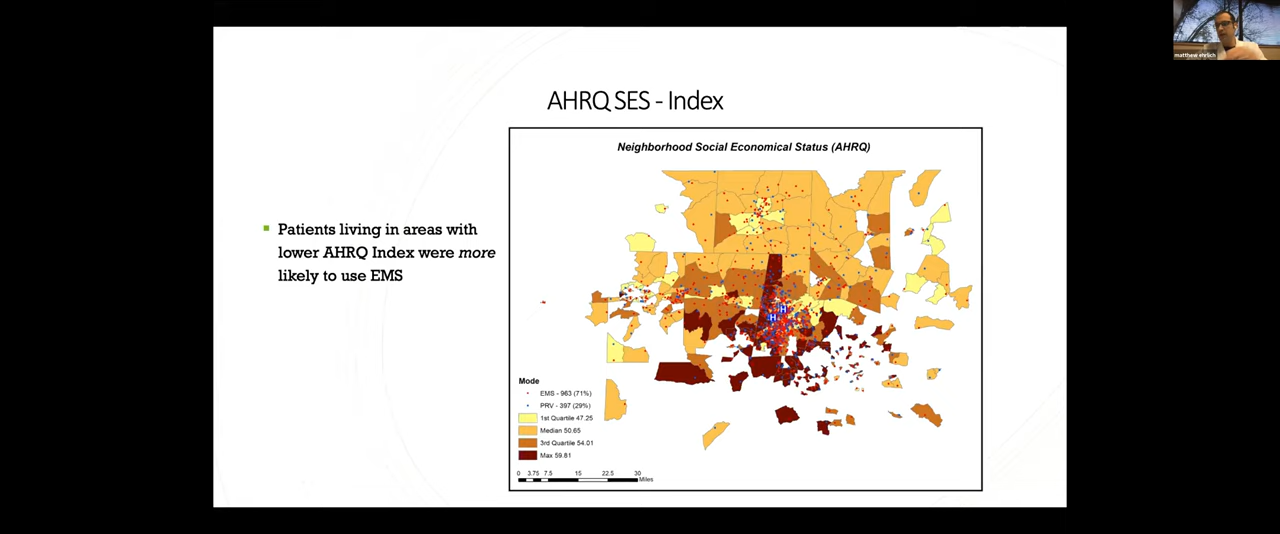 matthew ehrlich
AHRQ SES - Index
Patients living in areas with
lower AHRQ Index were more
likely to use EMS
Neighborhood Social Economical Status (AHRQ)
H
H
Mode
EMS - 963 (71%)
PRV - 397 (29%)
1st Quartile 47.25
Median 50.65
3rd Quartile 54.01
Max 59.81
0 3.75 7.5 15 22.5 30
Miles